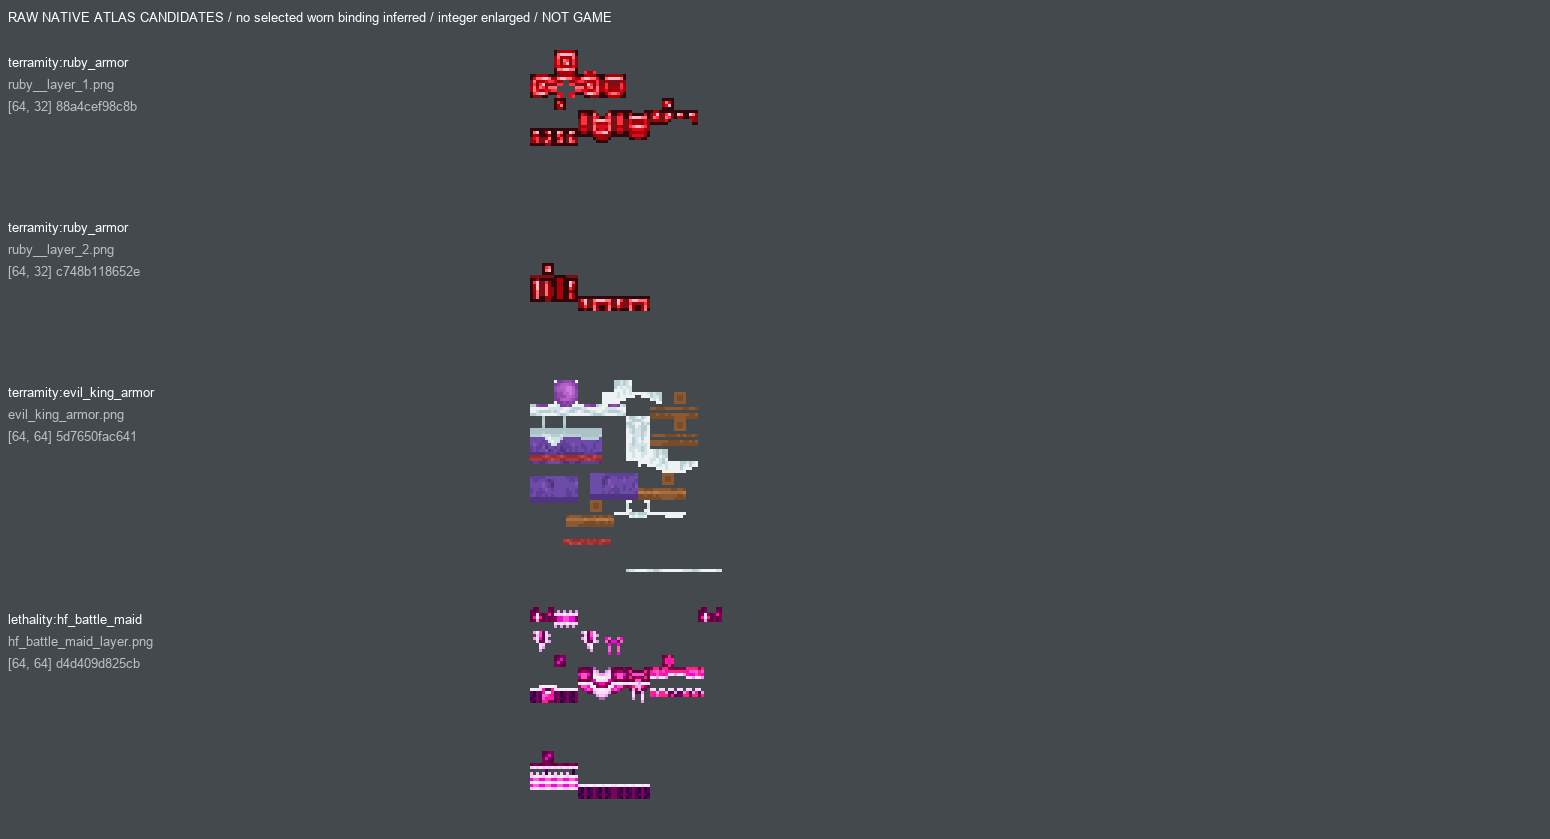 RAW NATIVE ATLAS CANDIDATES / no selected worn binding inferred / integer enlarged / NOT GAME
terramity:ruby_armor
ruby__layer_1.png
[64, 32] 88a4cef98c8b
terramity:ruby_armor
ruby__layer_2.png
[64, 32] c748b118652e
terramity:evil_king_armor
evil_king_armor.png
[64, 64] 5d7650fac641
lethality:hf_battle_maid
hf_battle_maid_layer.png
[64, 64] d4d409d825cb